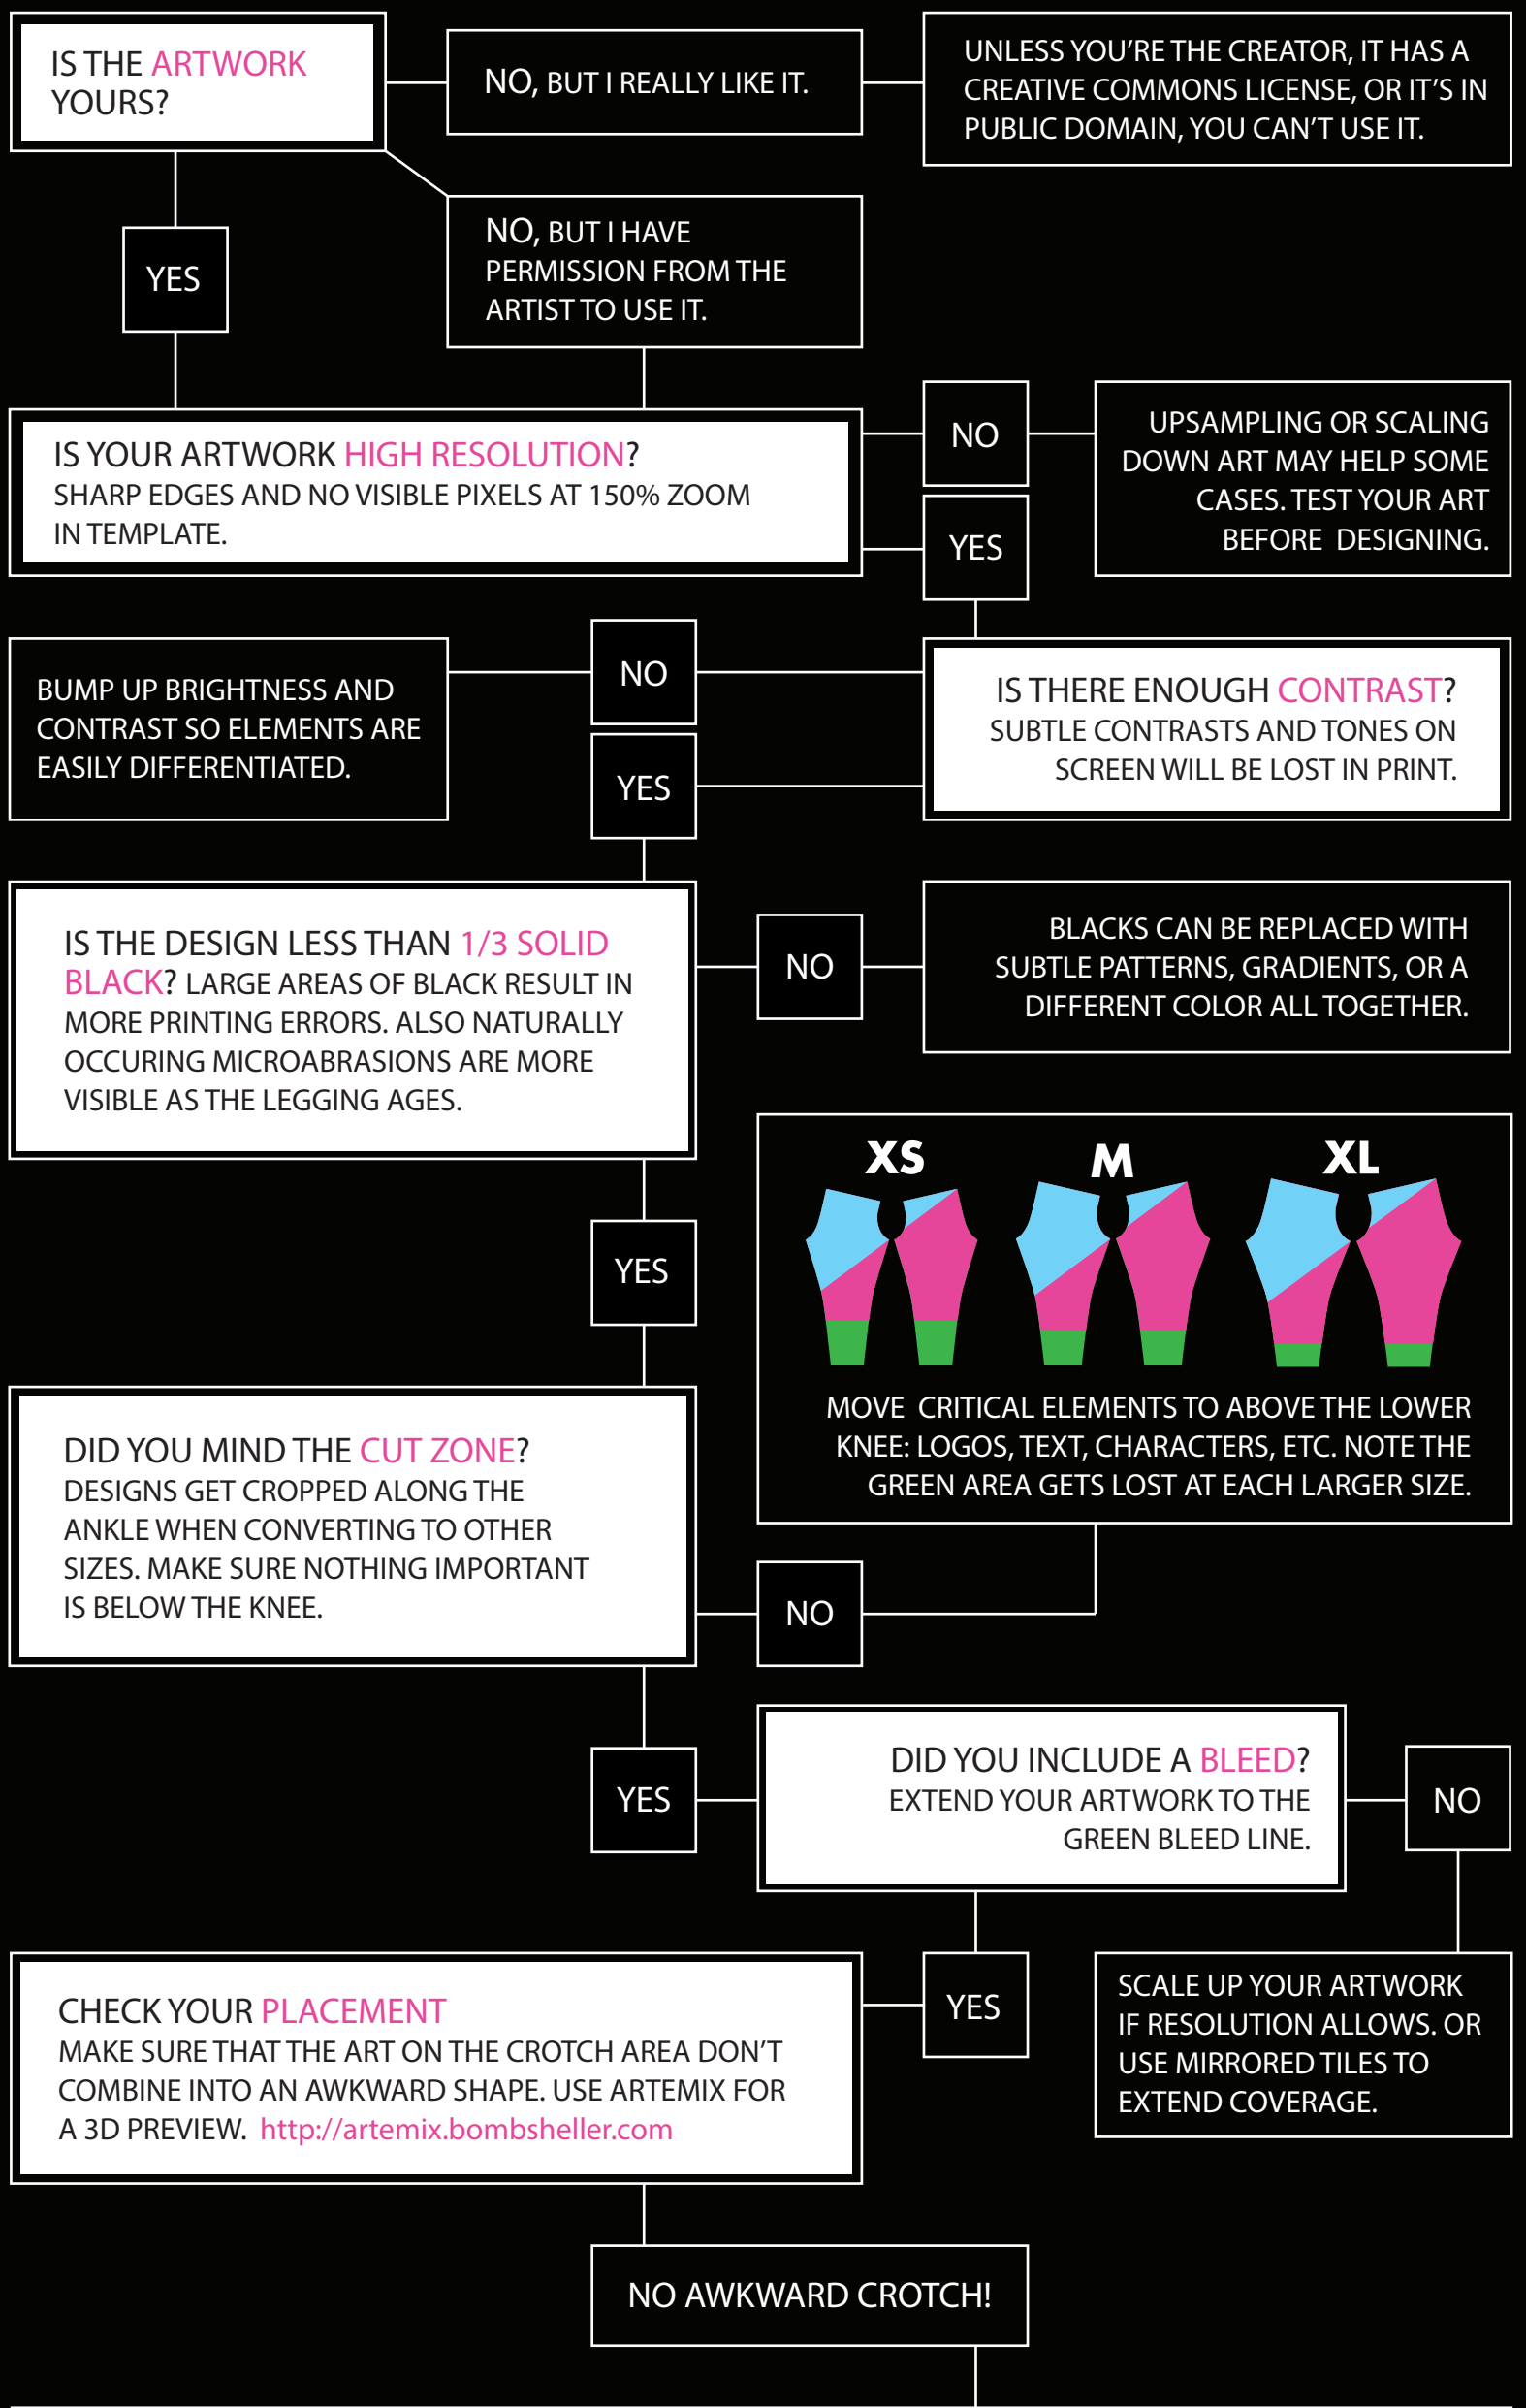 IS THE ARTWORK
YOURS?
NO, BUT I REALLY LIKE IT.
UNLESS YOU'RE THE CREATOR, IT HAS A
CREATIVE COMMONS LICENSE, OR IT'S IN
PUBLIC DOMAIN, YOU CAN'T USE IT.
YES
NO, BUT I HAVE
PERMISSION FROM THE
ARTIST TO USE IT.
IS YOUR ARTWORK HIGH RESOLUTION?
SHARP EDGES AND NO VISIBLE PIXELS AT 150% ZOOM
IN TEMPLATE.
NO
UPSAMPLING OR SCALING
DOWN ART MAY HELP SOME
CASES. TEST YOUR ART
BEFORE DESIGNING.
YES
IS THERE ENOUGH CONTRAST?
SUBTLE CONTRASTS AND TONES ON
SCREEN WILL BE LOST IN PRINT.
NO
BUMP UP BRIGHTNESS AND
CONTRAST SO ELEMENTS ARE
EASILY DIFFERENTIATED.
YES
IS THE DESIGN LESS THAN 1/3 SOLID
BLACK? LARGE AREAS OF BLACK RESULT IN
MORE PRINTING ERRORS. ALSO NATURALLY
OCCURING MICROABRASIONS ARE MORE
VISIBLE AS THE LEGGING AGES.
NO
BLACKS CAN BE REPLACED WITH
SUBTLE PATTERNS, GRADIENTS, OR A
DIFFERENT COLOR ALL TOGETHER.
YES
XS M XL
MOVE CRITICAL ELEMENTS TO ABOVE THE LOWER
KNEE: LOGOS, TEXT, CHARACTERS, ETC. NOTE THE
GREEN AREA GETS LOST AT EACH LARGER SIZE.
DID YOU MIND THE CUT ZONE?
DESIGNS GET CROPPED ALONG THE
ANKLE WHEN CONVERTING TO OTHER
SIZES. MAKE SURE NOTHING IMPORTANT
IS BELOW THE KNEE.
NO
YES
DID YOU INCLUDE A BLEED?
EXTEND YOUR ARTWORK TO THE
GREEN BLEED LINE.
NO
SCALE UP YOUR ARTWORK
IF RESOLUTION ALLOWS. OR
USE MIRRORED TILES TO
EXTEND COVERAGE.
YES
CHECK YOUR PLACEMENT
MAKE SURE THAT THE ART ON THE CROTCH AREA DON'T
COMBINE INTO AN AWKWARD SHAPE. USE ARTEMIX FOR
A 3D PREVIEW. http://artemix.bombsheller.com
NO AWKWARD CROTCH!